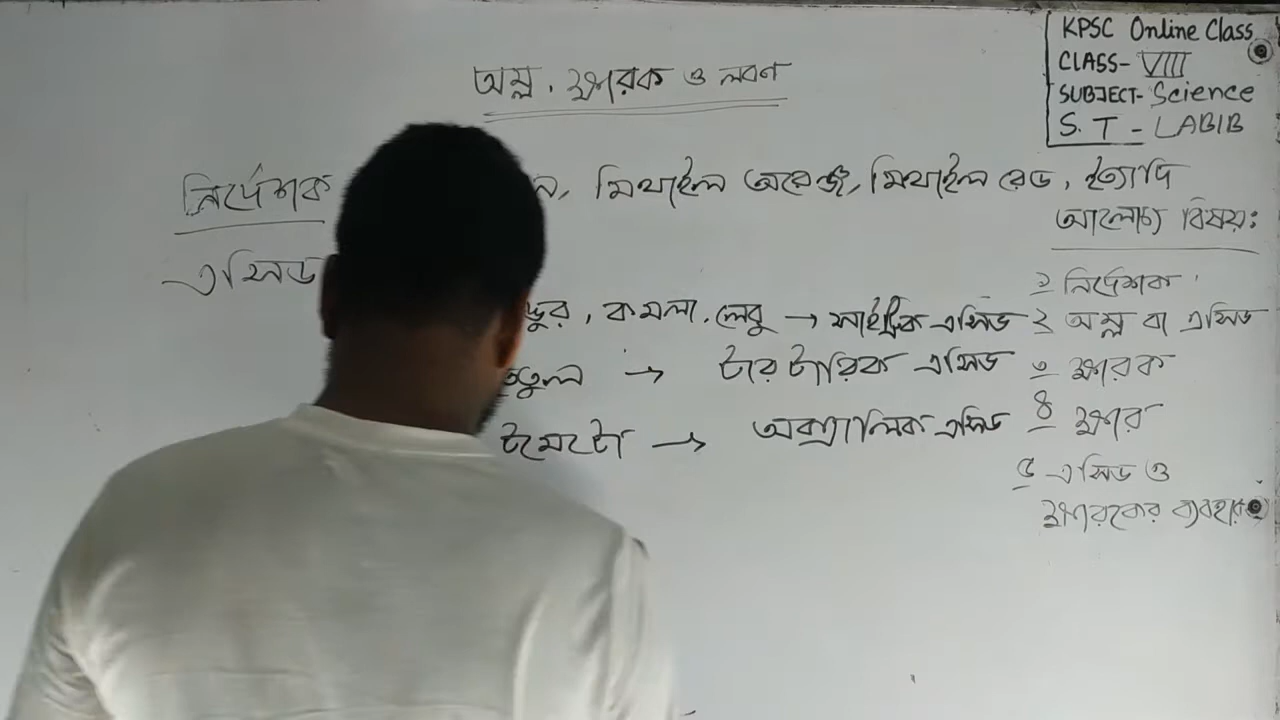 KPSC Online Class
CLASS- VIII
SUBJECT- Science
S. T - LABIB
অম্ল, ক্ষারক ও লবণ
নির্দেশক ন, মিথাইল অরেঞ্জ, মিথাইল রেড, ইত্যাদি
এসিড
ঙুর, কমলা, লেবু → সাইট্রিক এসিড
তুল → টারটারিক এসিড
টমেটো → অক্সালিক এসিড
আলোচ্য বিষয়ঃ
১ নির্দেশক
২ অম্ল বা এসিড
৩ ক্ষারক
৪ ক্ষার
৫ এসিড ও
ক্ষারকের ব্যবহার